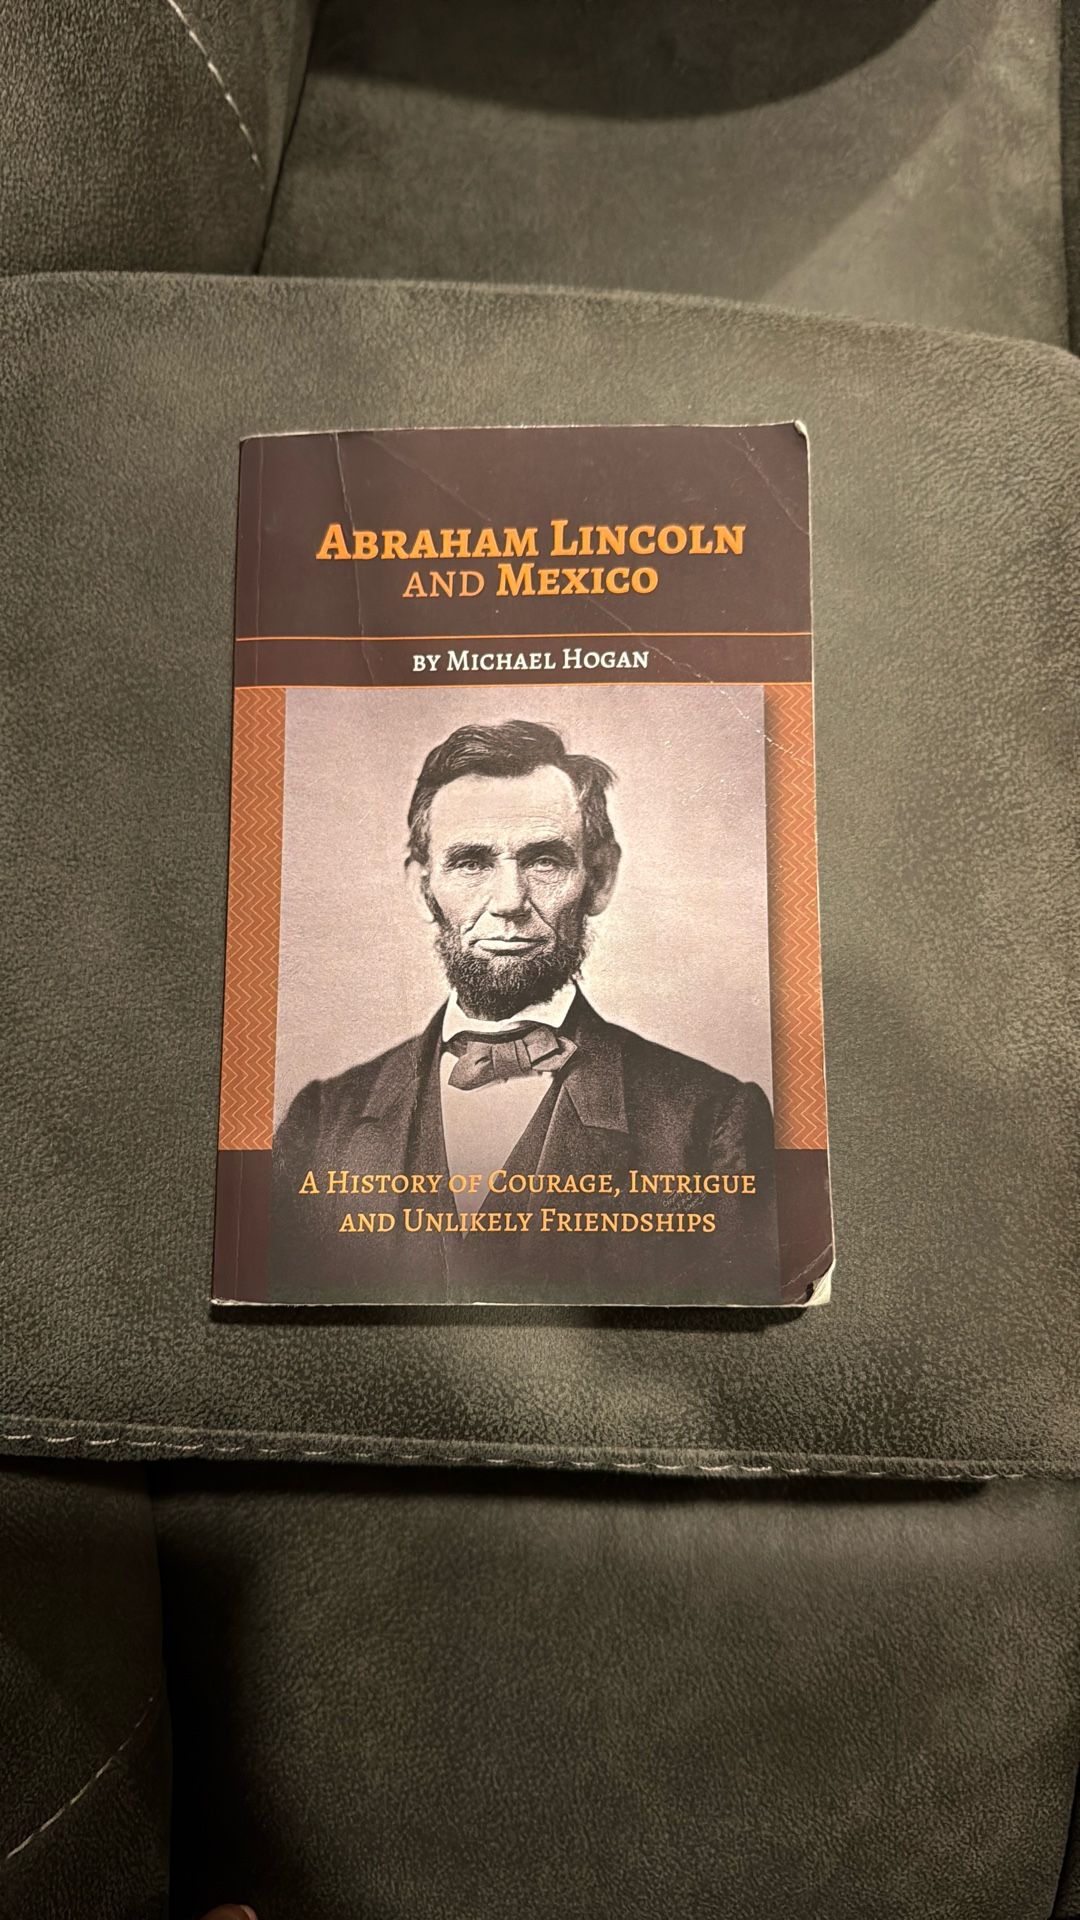 ABRAHAM LINCOLN
AND MEXICO
BY MICHAEL HOGAN
A HISTORY OF COURAGE, INTRIGUE
AND UNLIKELY FRIENDSHIPS